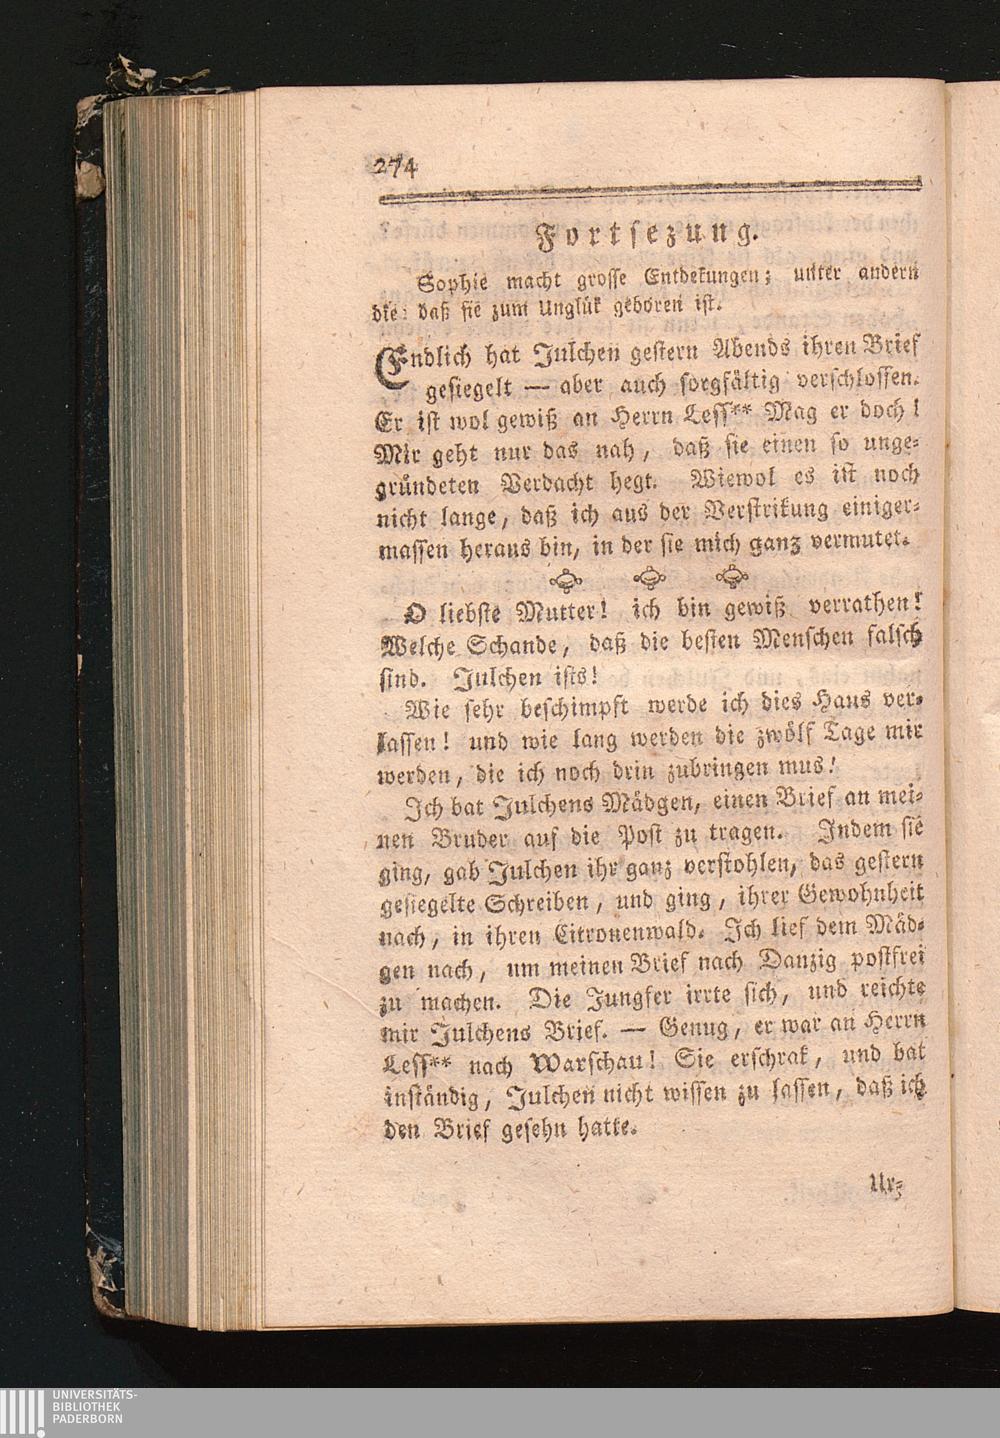 274
Fortsezung.
Sophie macht grosse Entdekungen; unter andern
die: daß sie zum Unglük geboren ist.
Endlich hat Julchen gestern Abends ihren Brief
gesiegelt — aber auch sorgfältig verschlossen.
Er ist wol gewiß an Herrn Less** Mag er doch!
Mir geht nur das nah, daß sie einen so unge-
gründeten Verdacht hegt. Wiewol es ist noch
nicht lange, daß ich aus der Verstrikung einiger-
massen heraus bin, in der sie mich ganz vermutet.
O liebste Mutter! ich bin gewiß verrathen!
Welche Schande, daß die besten Menschen falsch
sind. Julchen ists!
Wie sehr beschimpft werde ich dies Haus ver-
lassen! und wie lang werden die zwölf Tage mir
werden, die ich noch drin zubringen mus!
Ich bat Julchens Mädgen, einen Brief an mei-
nen Bruder auf die Post zu tragen. Indem sie
ging, gab Julchen ihr ganz verstohlen, das gestern
gesiegelte Schreiben, und ging, ihrer Gewohnheit
nach, in ihren Citronenwald. Ich lief dem Mäd-
gen nach, um meinen Brief nach Danzig postfrei
zu machen. Die Jungfer irrte sich, und reichte
mir Julchens Brief. — Genug, er war an Herrn
Less** nach Warschau! Sie erschrak, und bat
inständig, Julchen nicht wissen zu lassen, daß ich
den Brief gesehn hatte.
Ur-
UNIVERSITÄTS-
BIBLIOTHEK
PADERBORN